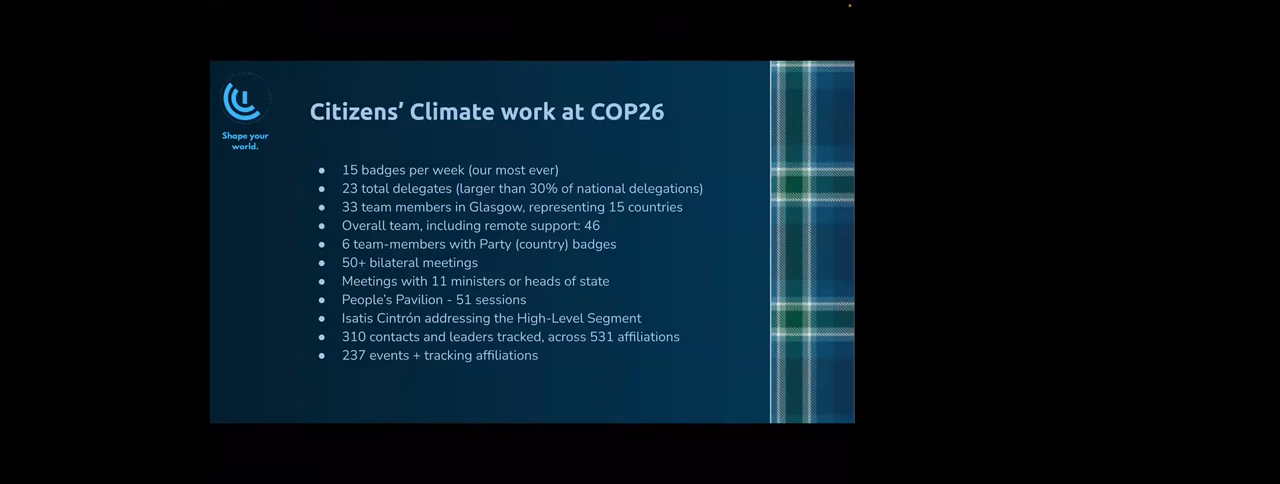 Shape your
world.
Citizens’ Climate work at COP26
● 15 badges per week (our most ever)
● 23 total delegates (larger than 30% of national delegations)
● 33 team members in Glasgow, representing 15 countries
● Overall team, including remote support: 46
● 6 team-members with Party (country) badges
● 50+ bilateral meetings
● Meetings with 11 ministers or heads of state
● People’s Pavilion - 51 sessions
● Isatis Cintrón addressing the High-Level Segment
● 310 contacts and leaders tracked, across 531 affiliations
● 237 events + tracking affiliations